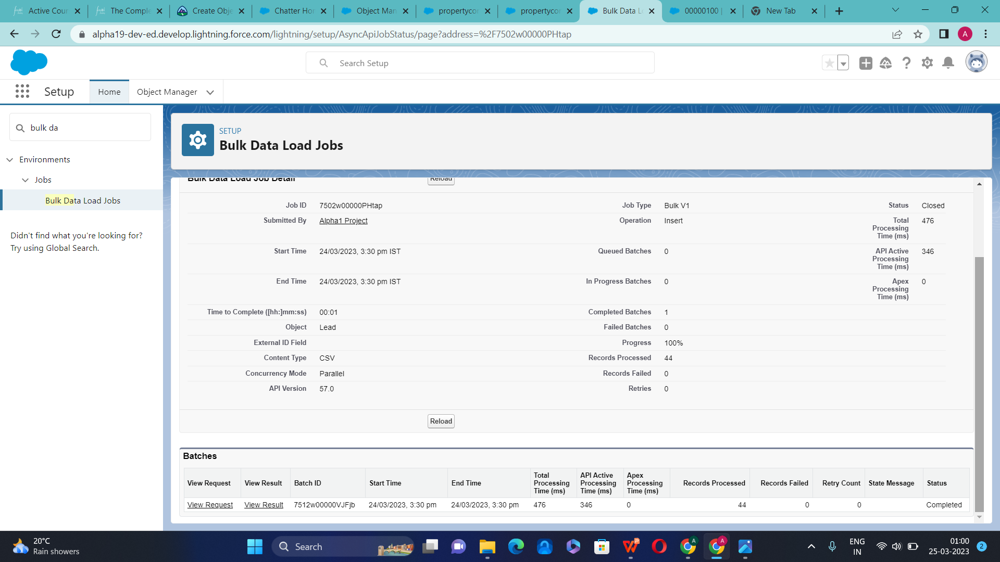 Active Cour
The Comple
Create Obje
Chatter Hor
Object Man
propertycor
propertycor
Bulk Data Lo
00000100 |
New Tab
alpha19-dev-ed.develop.lightning.force.com/lightning/setup/AsyncApiJobStatus/page?address=%2F7502w00000PHtap
A
Search Setup
Setup
Home
Object Manager
bulk da
Environments
Jobs
Bulk Data Load Jobs
Didn't find what you're looking for?
Try using Global Search.
SETUP
Bulk Data Load Jobs
Bulk Data Load Job Detail
Reload
Job ID 7502w00000PHtap Job Type Bulk V1 Status Closed
Submitted By Alpha1 Project Operation Insert Total Processing Time (ms) 476
Start Time 24/03/2023, 3:30 pm IST Queued Batches 0 API Active Processing Time (ms) 346
End Time 24/03/2023, 3:30 pm IST In Progress Batches 0 Apex Processing Time (ms) 0
Time to Complete ([hh:]mm:ss) 00:01 Completed Batches 1
Object Lead Failed Batches 0
External ID Field Progress 100%
Content Type CSV Records Processed 44
Concurrency Mode Parallel Records Failed 0
API Version 57.0 Retries 0
Reload
Batches
View Request View Result Batch ID Start Time End Time Total Processing Time (ms) API Active Processing Time (ms) Apex Processing Time (ms) Records Processed Records Failed Retry Count State Message Status
View Request View Result 7512w00000VJFjb 24/03/2023, 3:30 pm 24/03/2023, 3:30 pm 476 346 0 44 0 0 Completed
20°C
Rain showers
Search
A
A
ENG
IN
01:00
25-03-2023
2